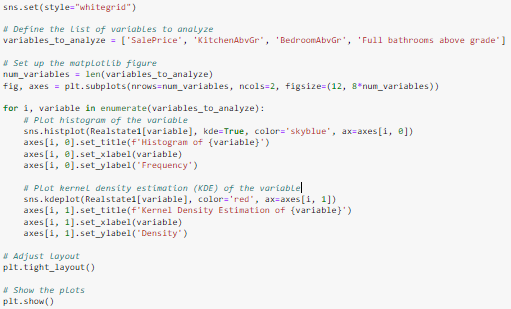 sns.set(style="whitegrid")
# Define the list of variables to analyze
variables_to_analyze = ['SalePrice', 'KitchenAbvGr', 'BedroomAbvGr', 'Full bathrooms above grade']
# Set up the matplotlib figure
num_variables = len(variables_to_analyze)
fig, axes = plt.subplots(nrows=num_variables, ncols=2, figsize=(12, 8*num_variables))
for i, variable in enumerate(variables_to_analyze):
    # Plot histogram of the variable
    sns.histplot(Realstate1[variable], kde=True, color='skyblue', ax=axes[i, 0])
    axes[i, 0].set_title(f'Histogram of {variable}')
    axes[i, 0].set_xlabel(variable)
    axes[i, 0].set_ylabel('Frequency')
    # Plot kernel density estimation (KDE) of the variable
    sns.kdeplot(Realstate1[variable], color='red', ax=axes[i, 1])
    axes[i, 1].set_title(f'Kernel Density Estimation of {variable}')
    axes[i, 1].set_xlabel(variable)
    axes[i, 1].set_ylabel('Density')
# Adjust layout
plt.tight_layout()
# Show the plots
plt.show()